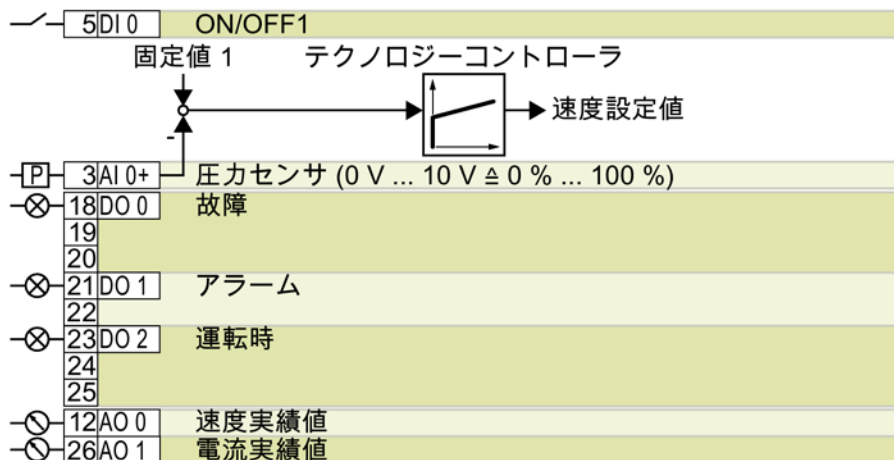 5 DI 0 ON/OFF1
固定値 1 テクノロジーコントローラ
速度設定値
-
P 3 AI 0+ 圧力センサ (0 V ... 10 V ≙ 0 % ... 100 %)
18 DO 0 故障
19
20
21 DO 1 アラーム
22
23 DO 2 運転時
24
25
12 AO 0 速度実績値
26 AO 1 電流実績値